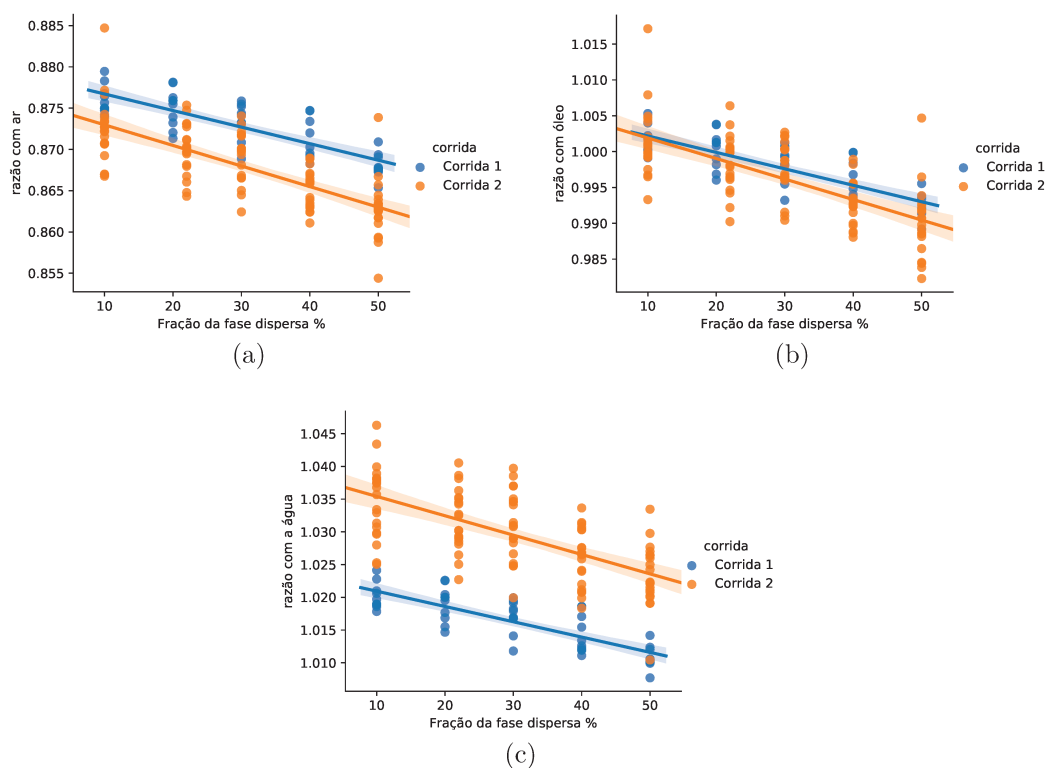 razão com ar
0.885
0.880
0.875
0.870
0.865
0.860
0.855
10 20 30 40 50
Fração da fase dispersa %
corrida
Corrida 1
Corrida 2
(a)
razão com óleo
1.015
1.010
1.005
1.000
0.995
0.990
0.985
10 20 30 40 50
Fração da fase dispersa %
corrida
Corrida 1
Corrida 2
(b)
razão com a água
1.045
1.040
1.035
1.030
1.025
1.020
1.015
1.010
10 20 30 40 50
Fração da fase dispersa %
corrida
Corrida 1
Corrida 2
(c)